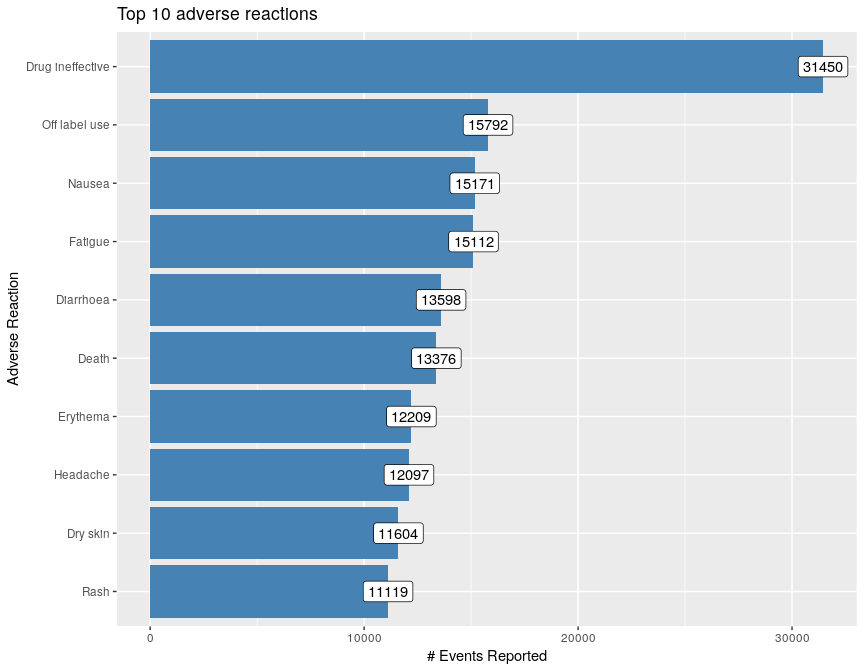 Top 10 adverse reactions
Adverse Reaction
Drug ineffective 31450
Off label use 15792
Nausea 15171
Fatigue 15112
Diarrhoea 13598
Death 13376
Erythema 12209
Headache 12097
Dry skin 11604
Rash 11119
0 10000 20000 30000
# Events Reported